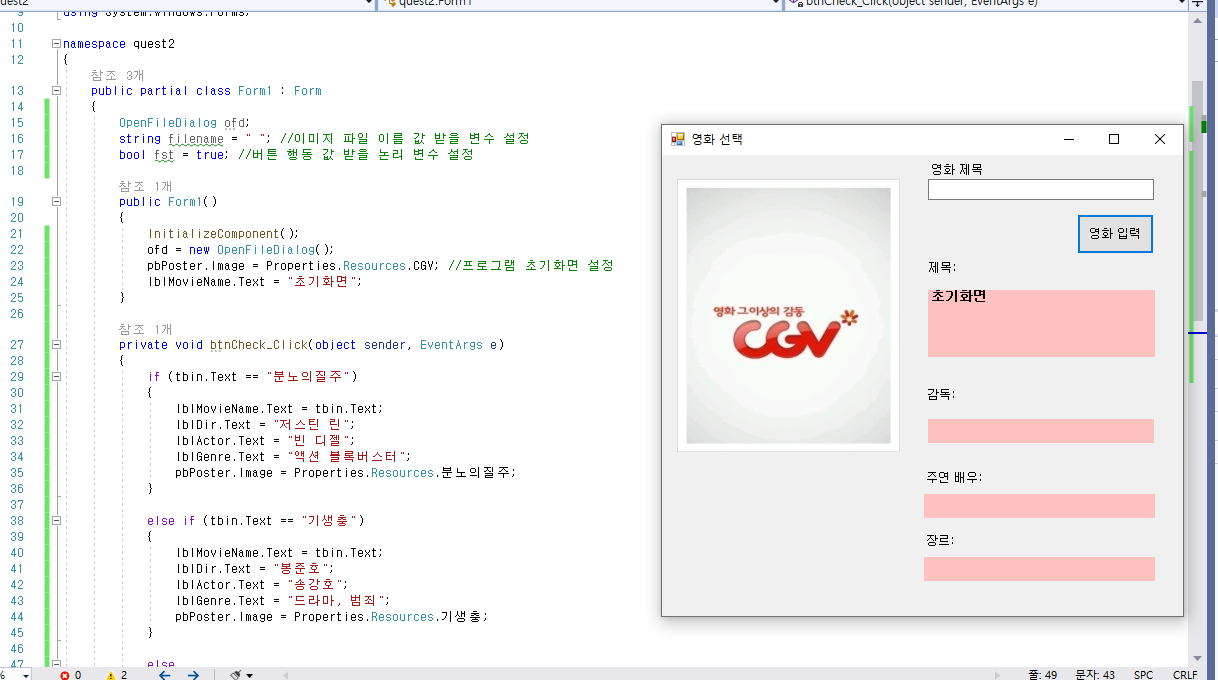 quest2.Form1
btnCheck_Click(object sender, EventArgs e)
9 using System.Windows.Forms;
10
11 namespace quest2
12 {
참조 3개
13 public partial class Form1 : Form
14 {
15 OpenFileDialog ofd;
16 string filename = " "; //이미지 파일 이름 값 받을 변수 설정
17 bool fst = true; //버튼 행동 값 받을 논리 변수 설정
18
참조 1개
19 public Form1()
20 {
21 InitializeComponent();
22 ofd = new OpenFileDialog();
23 pbPoster.Image = Properties.Resources.CGV; //프로그램 초기화면 설정
24 lblMovieName.Text = "초기화면";
25 }
26
참조 1개
27 private void btnCheck_Click(object sender, EventArgs e)
28 {
29 if (tbin.Text == "분노의질주")
30 {
31 lblMovieName.Text = tbin.Text;
32 lblDir.Text = "저스틴 린";
33 lblActor.Text = "빈 디젤";
34 lblGenre.Text = "액션 블록버스터";
35 pbPoster.Image = Properties.Resources.분노의질주;
36 }
37
38 else if (tbin.Text == "기생충")
39 {
40 lblMovieName.Text = tbin.Text;
41 lblDir.Text = "봉준호";
42 lblActor.Text = "송강호";
43 lblGenre.Text = "드라마, 범죄";
44 pbPoster.Image = Properties.Resources.기생충;
45 }
46
47 else
영화 선택
영화 제목
영화 입력
제목:
초기화면
감독:
주연 배우:
장르:
영화 그 이상의 감동
CGV
% 0 2
줄: 49 문자: 43 SPC CRLF